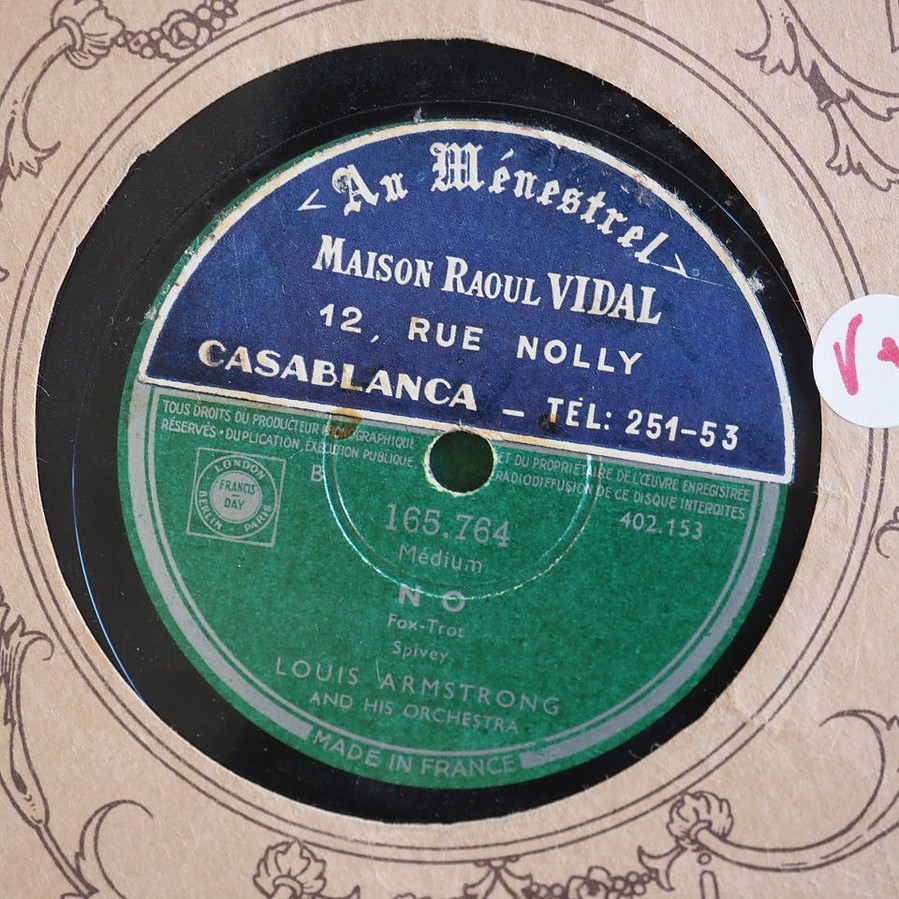 < Au Ménestrel >
MAISON RAOUL VIDAL
12, RUE NOLLY
CASABLANCA – TÉL: 251-53
TOUS DROITS DU PRODUCTEUR PHONOGRAPHIQUE ET DU PROPRIÉTAIRE DE L'ŒUVRE ENREGISTRÉE
RÉSERVÉS • DUPLICATION, EXÉCUTION PUBLIQUE, RADIODIFFUSION DE CE DISQUE INTERDITES
LONDON
FRANCIS
DAY
BERLIN PARIS
B
165.764
402.153
Médium
NO
Fox-Trot
Spivey
LOUIS ARMSTRONG
AND HIS ORCHESTRA
MADE IN FRANCE
V+